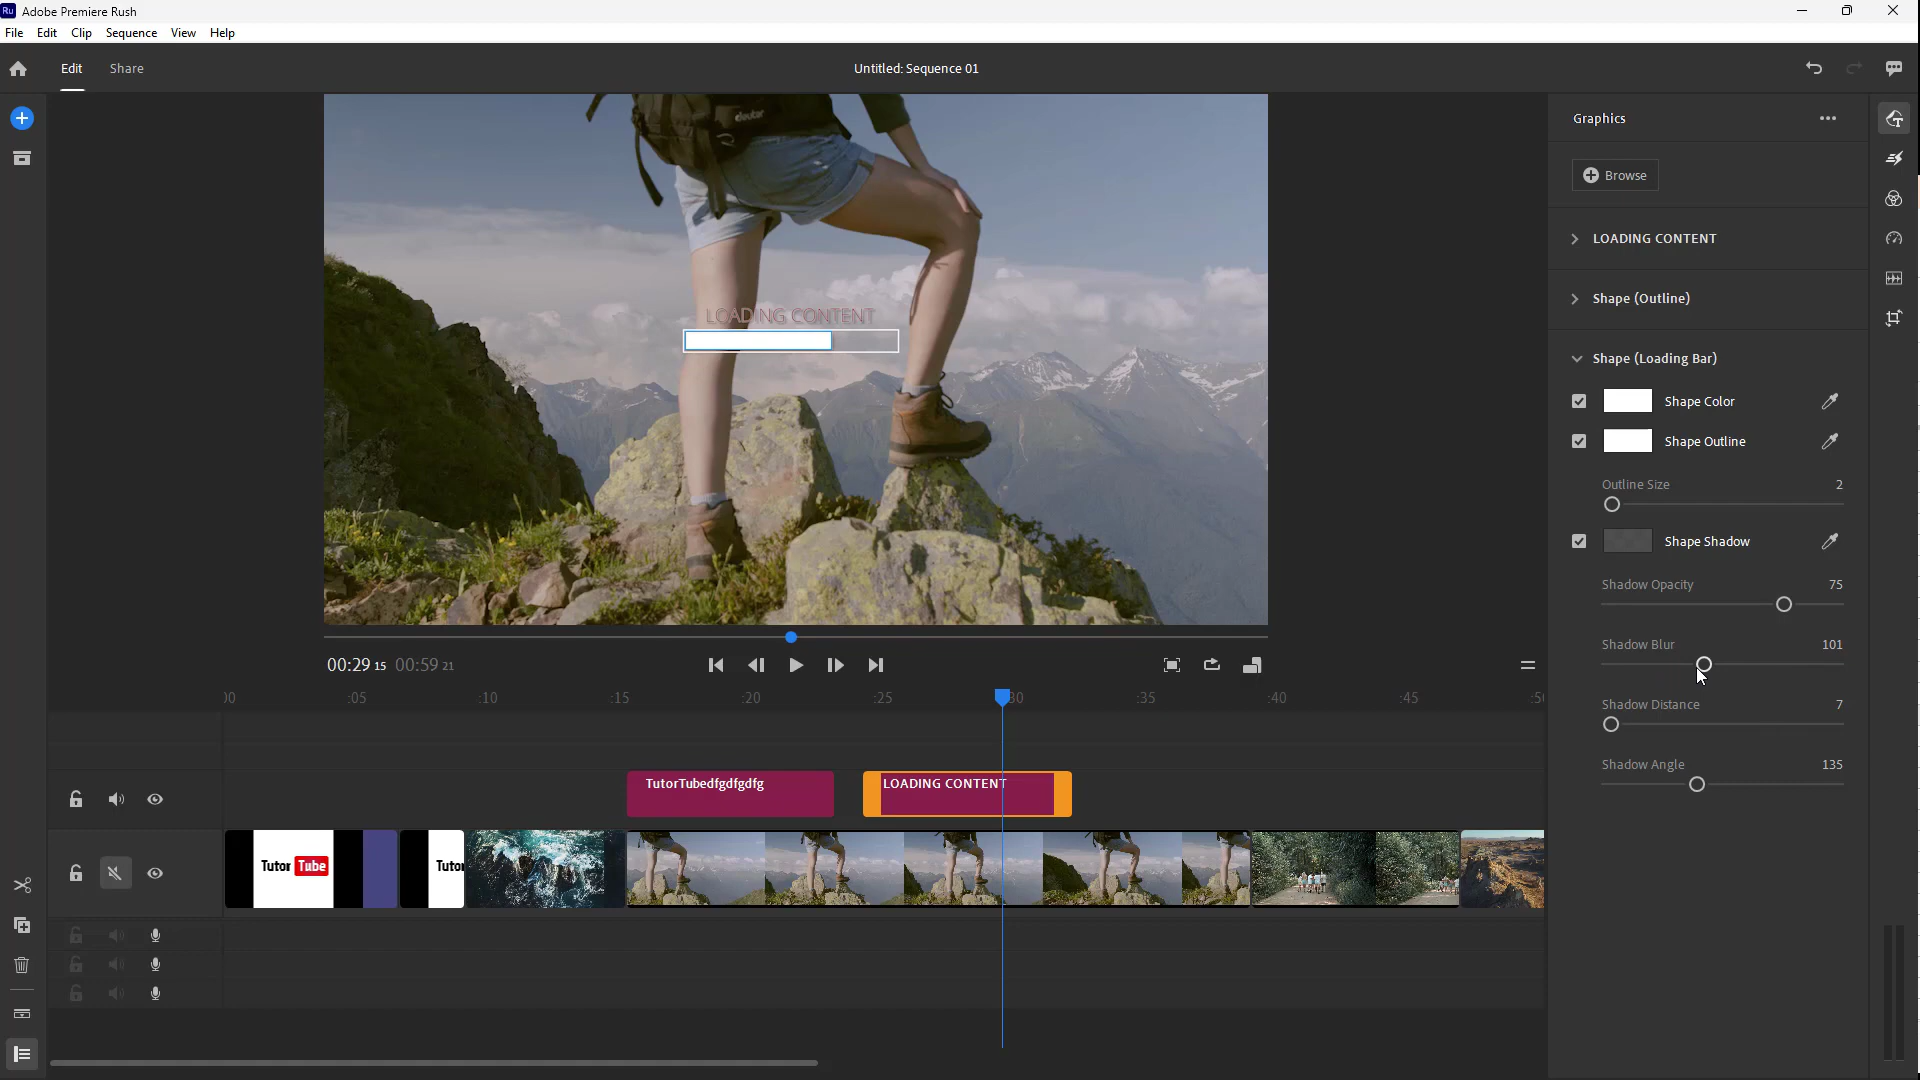 Ru Adobe Premiere Rush
File Edit Clip Sequence View Help
Edit Share Untitled: Sequence 01
Graphics
Browse
LOADING CONTENT
Shape (Outline)
Shape (Loading Bar)
Shape Color
Shape Outline
Outline Size 2
Shape Shadow
Shadow Opacity 75
Shadow Blur 101
Shadow Distance 7
Shadow Angle 135
deuter
LOADING CONTENT
00:29 15 00:59 21
00 :05 :10 :15 :20 :25 :30 :35 :40 :45 :5
TutorTubedfgdfgdfg LOADING CONTENT
Tutor Tube Tutor